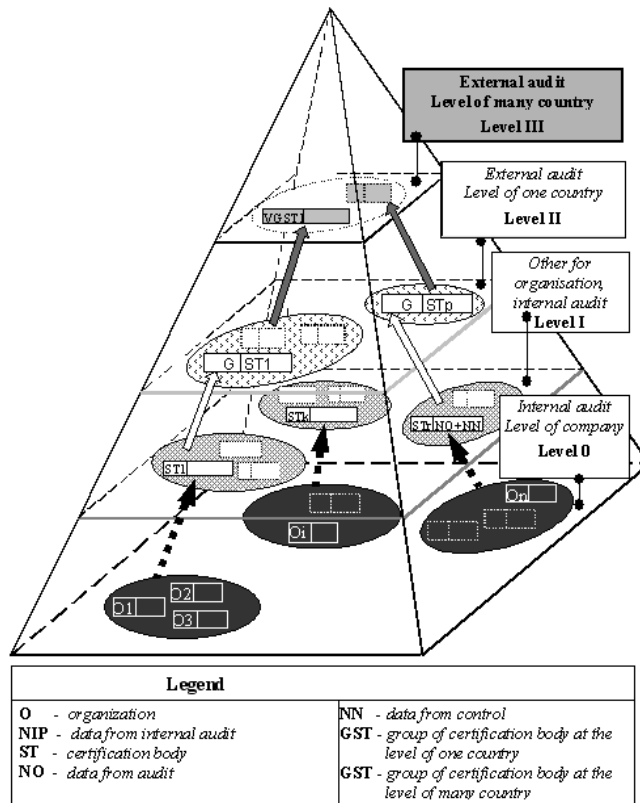 External audit
Level of many country
Level III
External audit
Level of one country
Level II
VGST1
Other for
organisation,
internal audit
Level I
G STp
G ST1
Internal audit
Level of company
Level 0
STk
STr NO+NN
ST1
On
Oi
O1
O2
O3
Legend
O - organization
NIP - data from internal audit
ST - certification body
NO - data from audit
NN - data from control
GST - group of certification body at the
level of one country
GST - group of certification body at the
level of many country